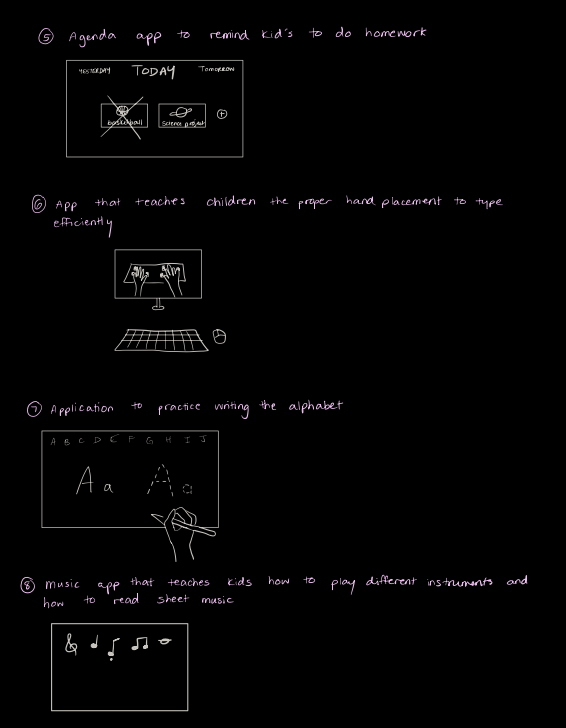 5 Agenda app to remind kid's to do homework
YESTERDAY TODAY TOMORROW
basketball Science project
6 App that teaches children the proper hand placement to type
efficiently
7 Application to practice writing the alphabet
A B C D E F G H I J
A a A a
8 Music app that teaches kids how to play different instruments and
how to read sheet music